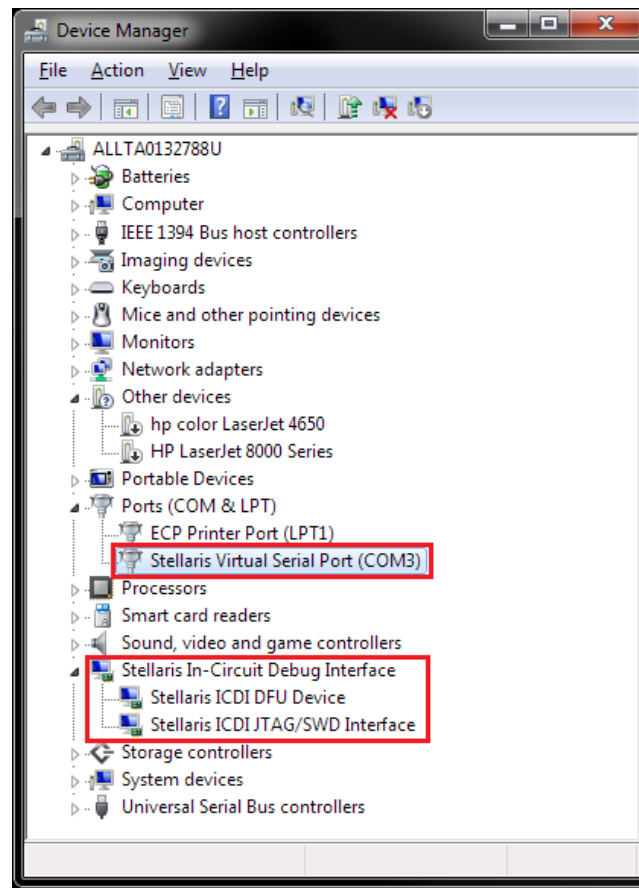 Device Manager
File Action View Help
ALLTA0132788U
Batteries
Computer
IEEE 1394 Bus host controllers
Imaging devices
Keyboards
Mice and other pointing devices
Monitors
Network adapters
Other devices
hp color LaserJet 4650
HP LaserJet 8000 Series
Portable Devices
Ports (COM & LPT)
ECP Printer Port (LPT1)
Stellaris Virtual Serial Port (COM3)
Processors
Smart card readers
Sound, video and game controllers
Stellaris In-Circuit Debug Interface
Stellaris ICDI DFU Device
Stellaris ICDI JTAG/SWD Interface
Storage controllers
System devices
Universal Serial Bus controllers